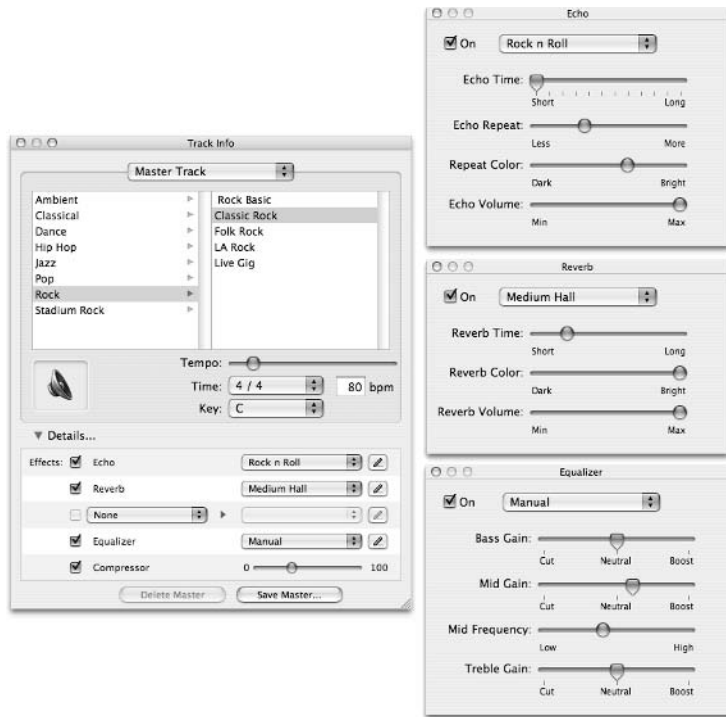 Track Info
Master Track
Ambient
Classical
Dance
Hip Hop
Jazz
Pop
Rock
Stadium Rock
Rock Basic
Classic Rock
Folk Rock
LA Rock
Live Gig
Tempo:
Time: 4 / 4 80 bpm
Key: C
Details...
Effects: Echo Rock n Roll
Reverb Medium Hall
None
Equalizer Manual
Compressor 0 100
Delete Master Save Master...
Echo
On Rock n Roll
Echo Time:
Short Long
Echo Repeat:
Less More
Repeat Color:
Dark Bright
Echo Volume:
Min Max
Reverb
On Medium Hall
Reverb Time:
Short Long
Reverb Color:
Dark Bright
Reverb Volume:
Min Max
Equalizer
On Manual
Bass Gain:
Cut Neutral Boost
Mid Gain:
Cut Neutral Boost
Mid Frequency:
Low High
Treble Gain:
Cut Neutral Boost